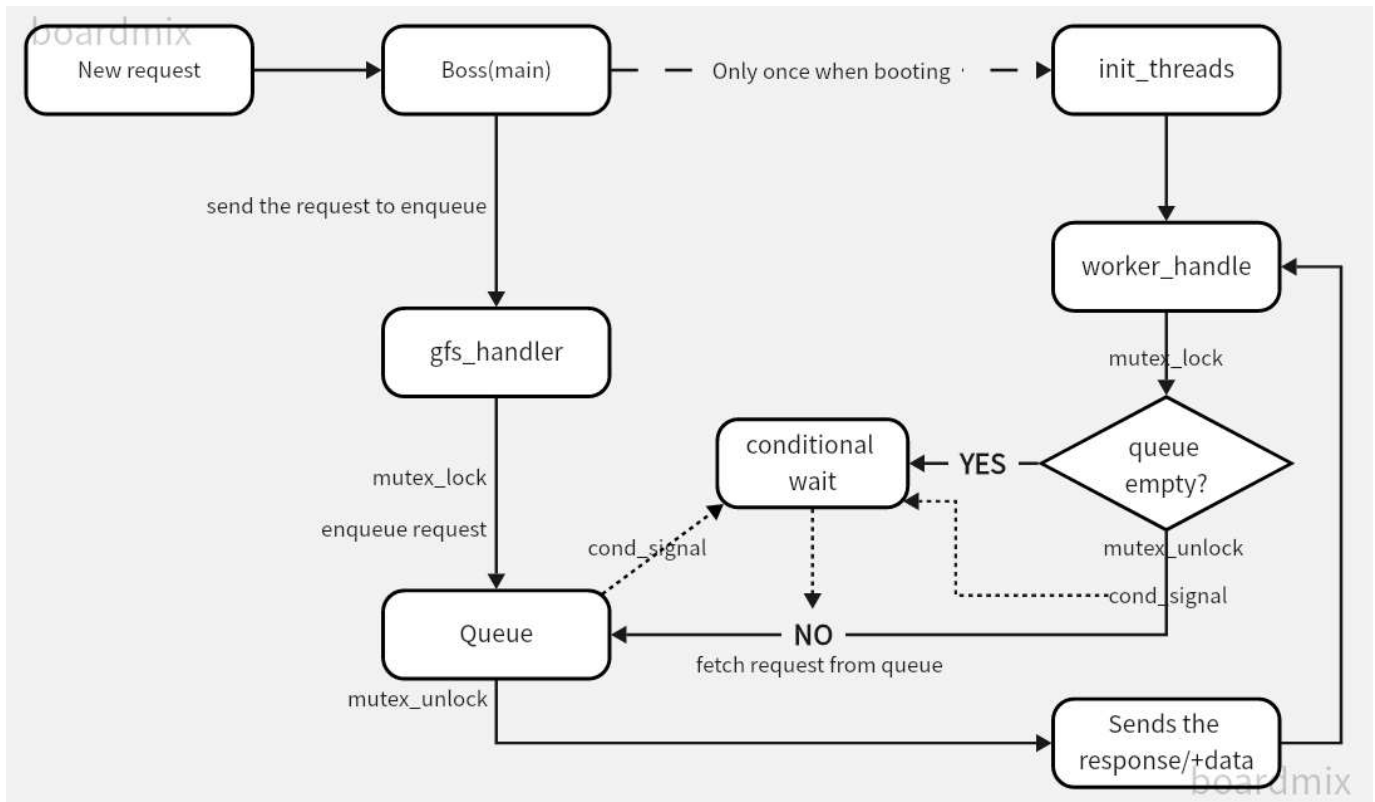 boardmix
New request
Boss(main)
Only once when booting
init_threads
send the request to enqueue
worker_handle
gfs_handler
mutex_lock
conditional
wait
YES
queue
empty?
mutex_lock
enqueue request
cond_signal
mutex_unlock
cond_signal
Queue
NO
fetch request from queue
mutex_unlock
Sends the
response/+data
boardmix